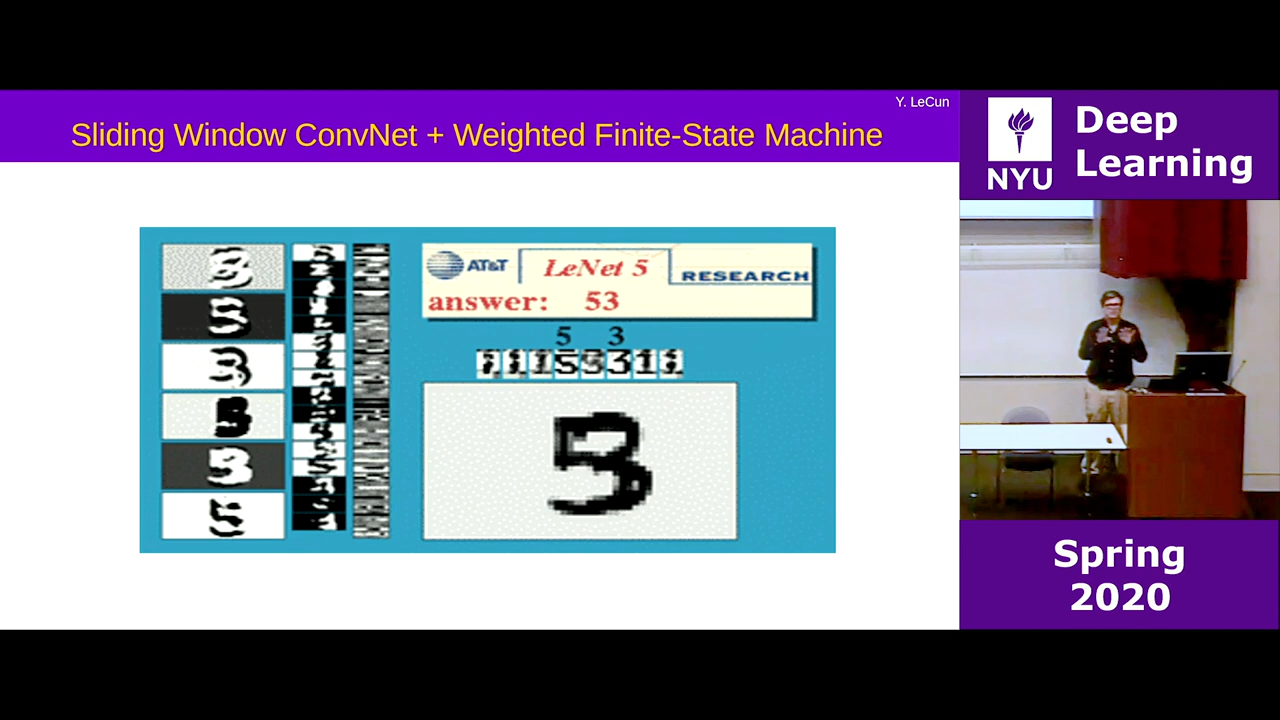 Y. LeCun
Sliding Window ConvNet + Weighted Finite-State Machine
AT&T
LeNet 5
RESEARCH
answer: 53
5 3
53
NYU
Deep
Learning
Spring
2020